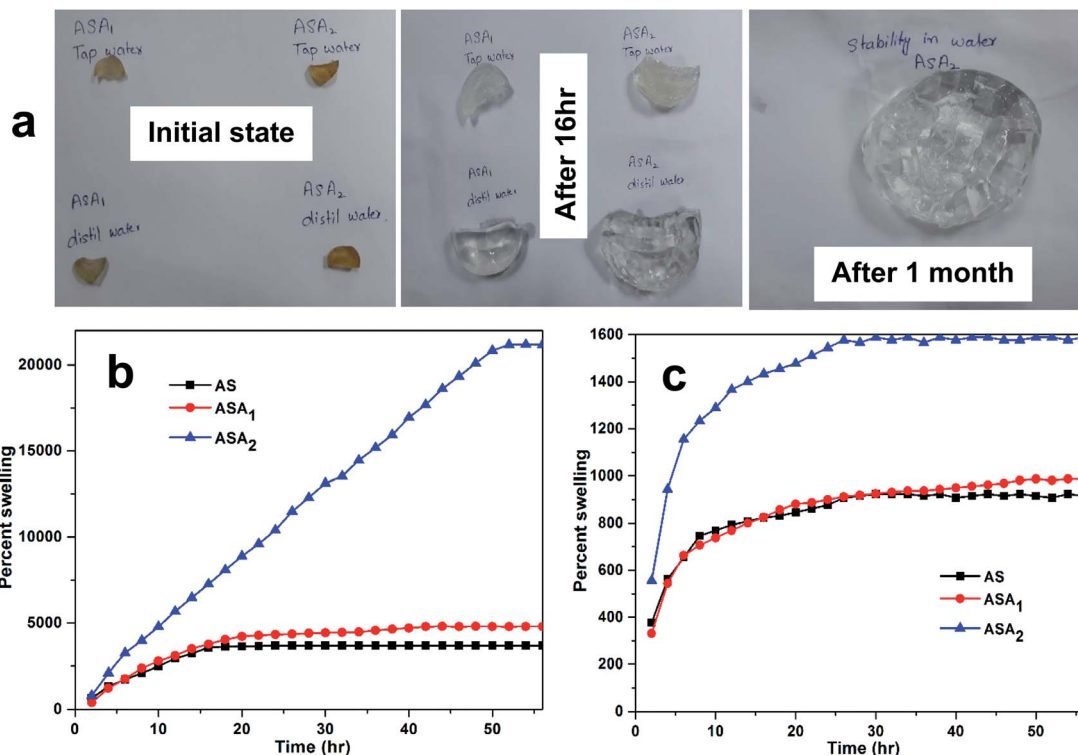 a
ASA1
Tap water
ASA2
Tap water
Initial state
ASA1
distil water
ASA2
distil water.
ASA1
Tap water
ASA2
Tap water
After 16hr
ASA1
distil water
ASA2
distil water
Stability in water
ASA2
After 1 month
b
20000
15000
10000
5000
0
Percent swelling
AS
ASA2
ASA1
0
10
20
30
40
50
Time (hr)
c
1600
1400
1200
1000
800
600
400
200
0
Percent swelling
AS
ASA1
ASA2
0
10
20
30
40
50
Time (hr)